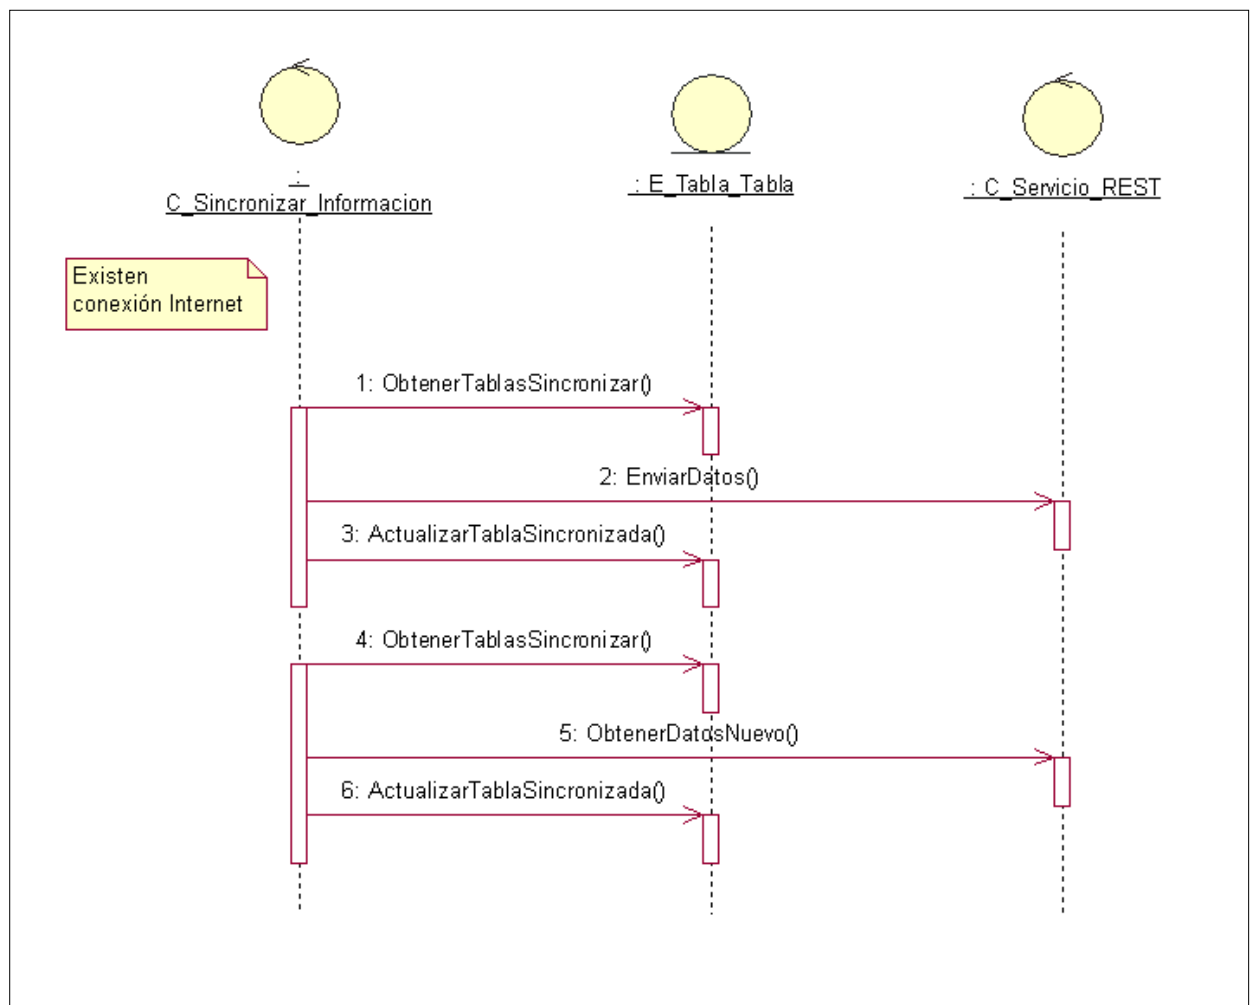 :
C_Sincronizar_Informacion
: E_Tabla_Tabla
: C_Servicio_REST
Existen
conexión Internet
1: ObtenerTablasSincronizar()
2: EnviarDatos()
3: ActualizarTablaSincronizada()
4: ObtenerTablasSincronizar()
5: ObtenerDatosNuevo()
6: ActualizarTablaSincronizada()